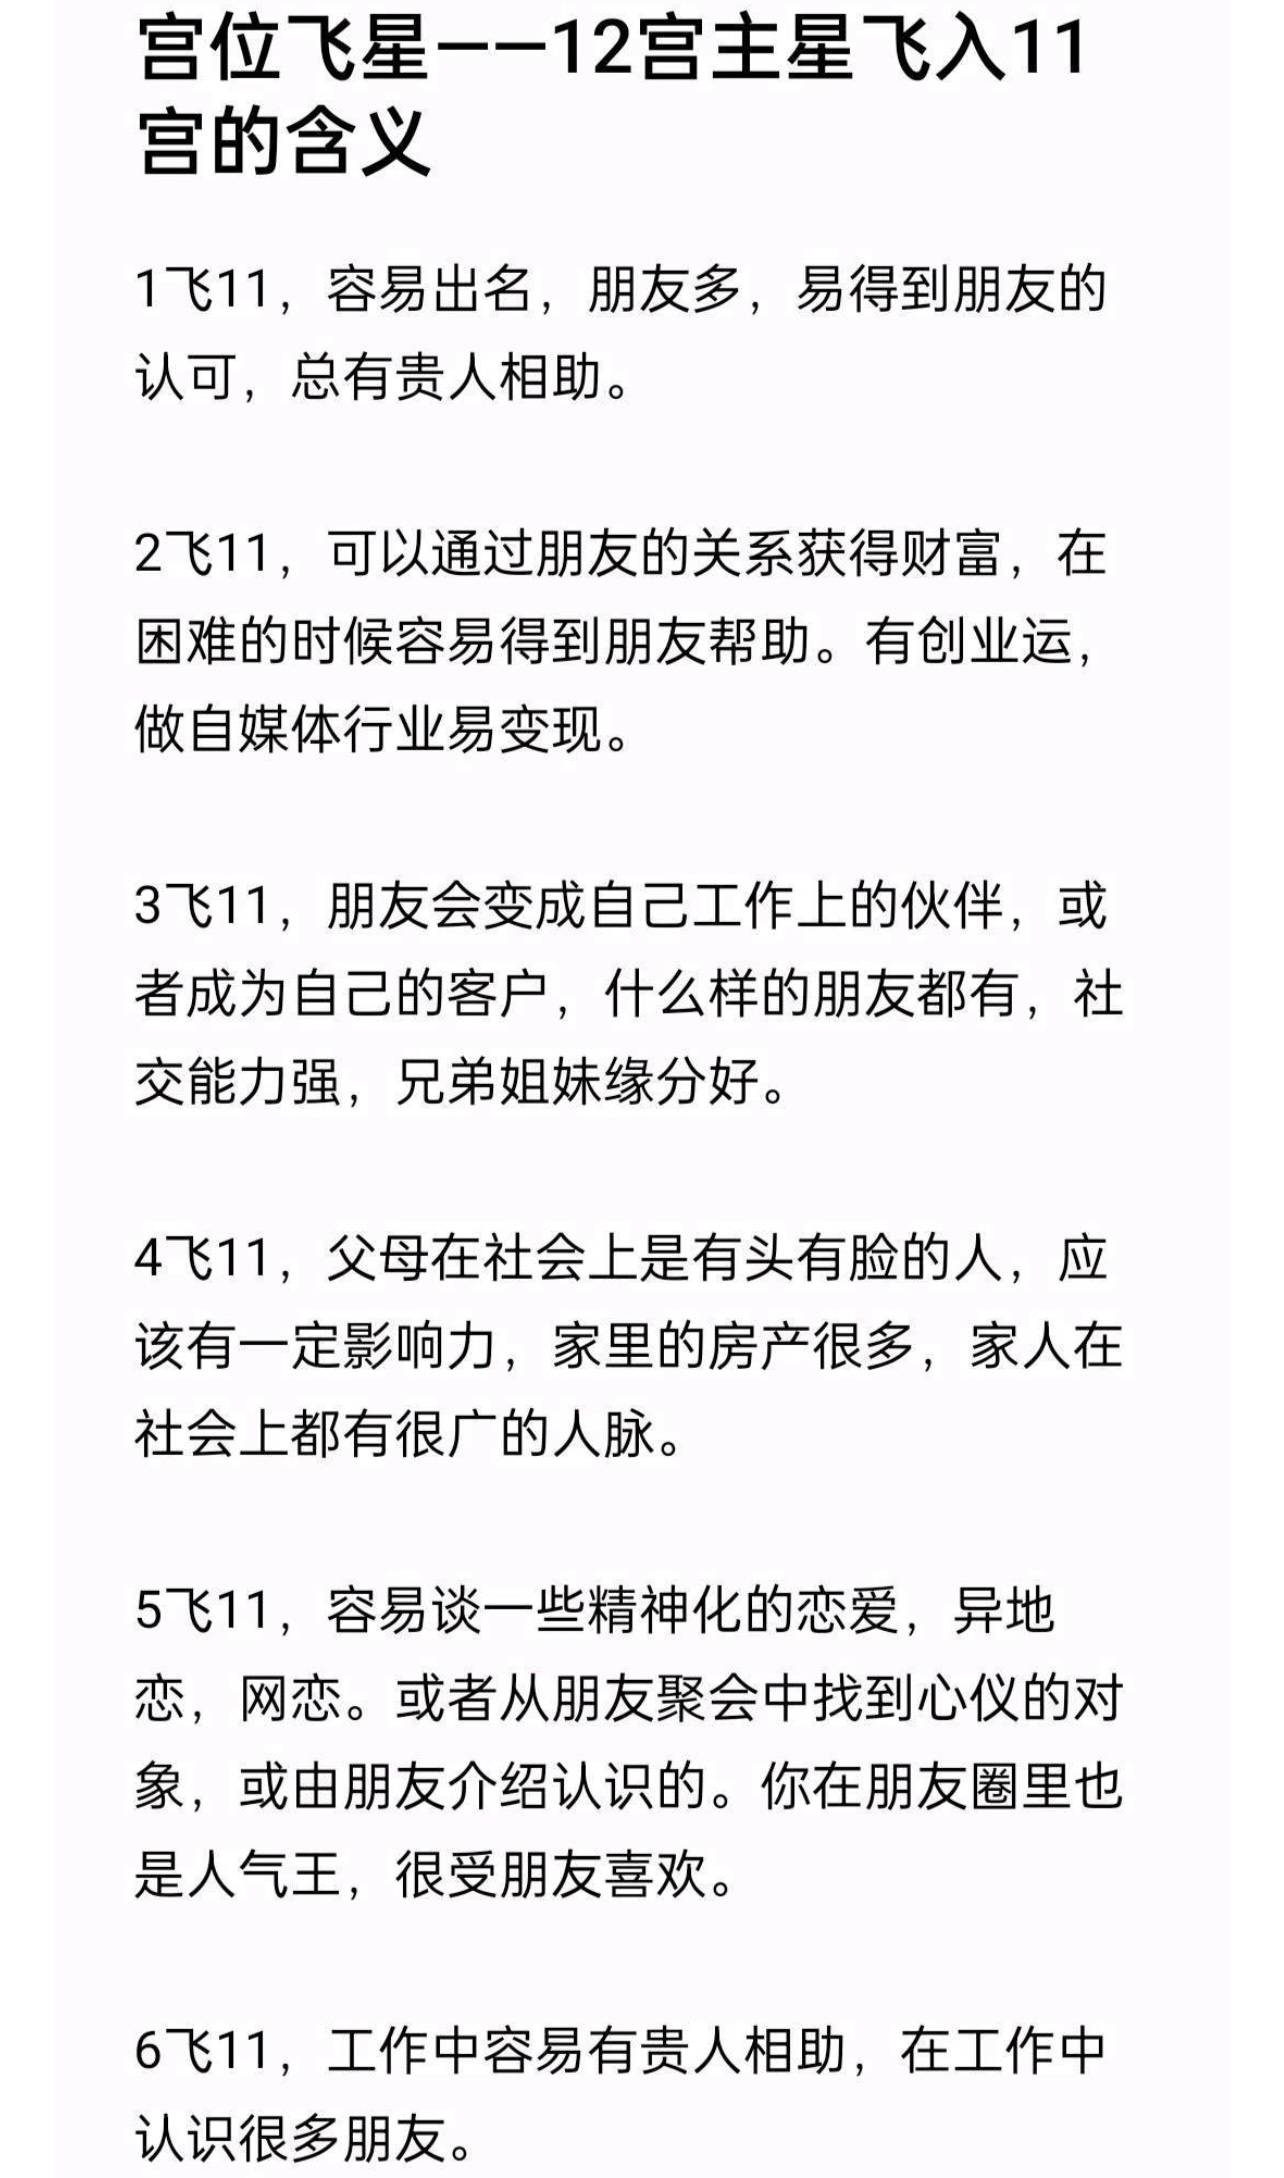 宫位飞星——12宫主星飞入11
宫的含义
1飞11，容易出名，朋友多，易得到朋友的
认可，总有贵人相助。
2飞11，可以通过朋友的关系获得财富，在
困难的时候容易得到朋友帮助。有创业运，
做自媒体行业易变现。
3飞11，朋友会变成自己工作上的伙伴，或
者成为自己的客户，什么样的朋友都有，社
交能力强，兄弟姐妹缘分好。
4飞11，父母在社会上是有头有脸的人，应
该有一定影响力，家里的房产很多，家人在
社会上都有很广的人脉。
5飞11，容易谈一些精神化的恋爱，异地
恋，网恋。或者从朋友聚会中找到心仪的对
象，或由朋友介绍认识的。你在朋友圈里也
是人气王，很受朋友喜欢。
6飞11，工作中容易有贵人相助，在工作中
认识很多朋友。